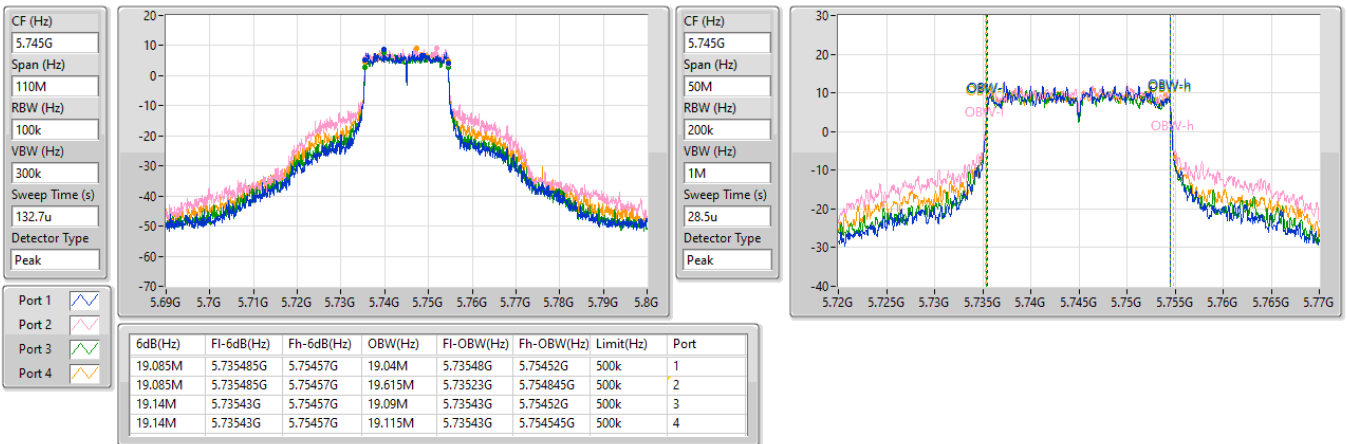 CF (Hz)
5.745G
Span (Hz)
110M
RBW (Hz)
100k
VBW (Hz)
300k
Sweep Time (s)
132.7u
Detector Type
Peak
20-
10-
0-
-10-
-20-
-30-
-40-
-50-
-60-
-70-
5.69G 5.7G 5.71G 5.72G 5.73G 5.74G 5.75G 5.76G 5.77G 5.78G 5.79G 5.8G
CF (Hz)
5.745G
Span (Hz)
50M
RBW (Hz)
200k
VBW (Hz)
1M
Sweep Time (s)
28.5u
Detector Type
Peak
30-
20-
10-
0-
-10-
-20-
-30-
-40-
OBW-l OBW-h
OBW-l OBW-h
5.72G 5.725G 5.73G 5.735G 5.74G 5.745G 5.75G 5.755G 5.76G 5.765G 5.77G
Port 1
Port 2
Port 3
Port 4
6dB(Hz) Fl-6dB(Hz) Fh-6dB(Hz) OBW(Hz) Fl-OBW(Hz) Fh-OBW(Hz) Limit(Hz) Port
19.085M 5.735485G 5.75457G 19.04M 5.73548G 5.75452G 500k 1
19.085M 5.735485G 5.75457G 19.615M 5.73523G 5.754845G 500k 2
19.14M 5.73543G 5.75457G 19.09M 5.73543G 5.75452G 500k 3
19.14M 5.73543G 5.75457G 19.115M 5.73543G 5.754545G 500k 4